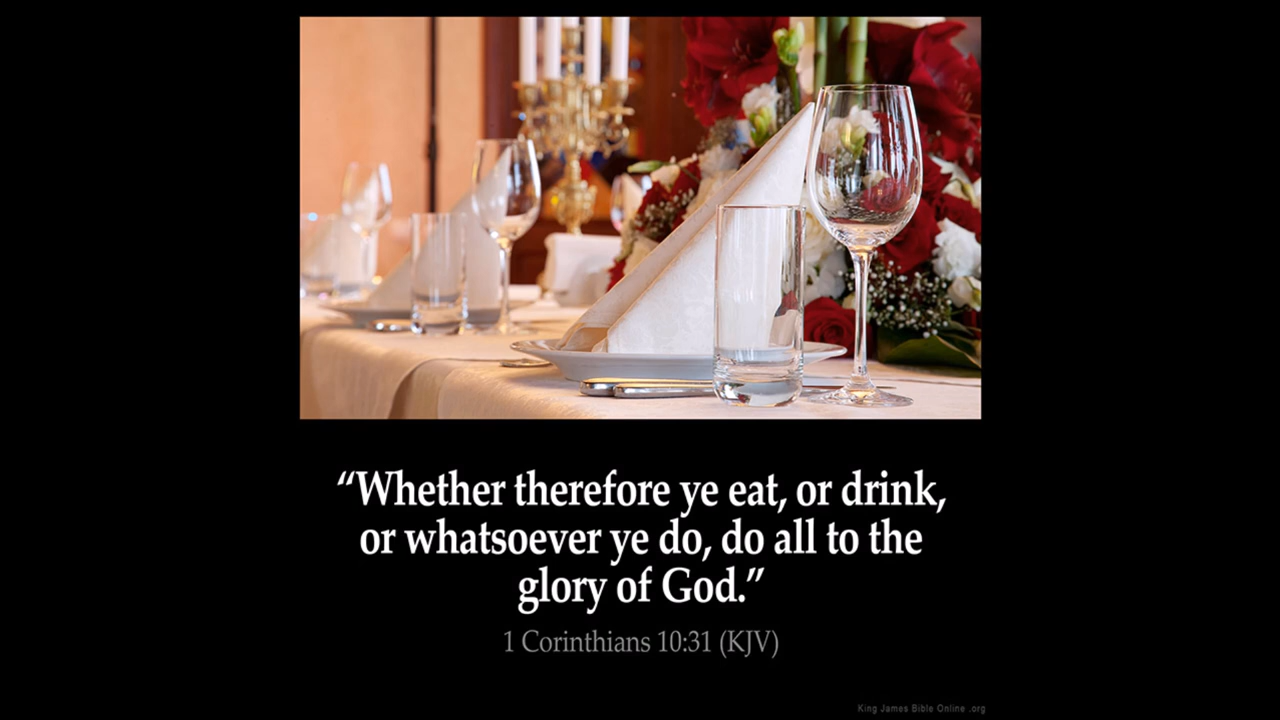 “Whether therefore ye eat, or drink,
or whatsoever ye do, do all to the
glory of God.”
1 Corinthians 10:31 (KJV)
King James Bible Online .org